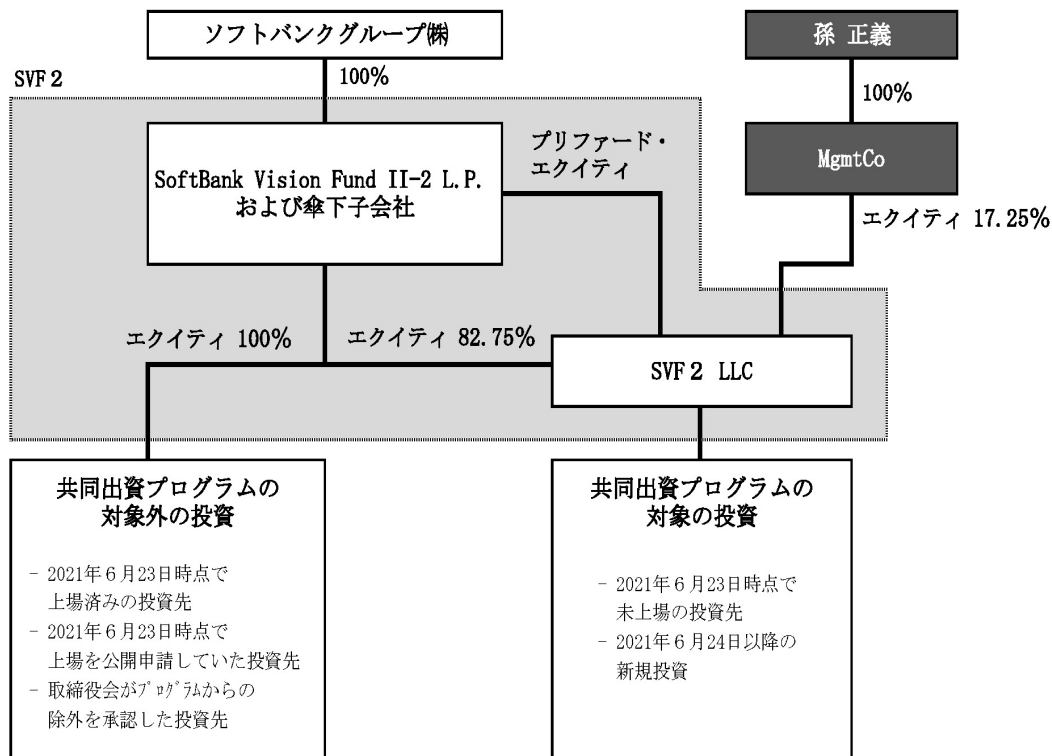 ソフトバンクグループ㈱
孫 正義
SVF２
100%
100%
SoftBank Vision Fund II-2 L.P.
および傘下子会社
プリファード・
エクイティ
MgmtCo
エクイティ 17.25%
エクイティ 100%
エクイティ 82.75%
SVF２ LLC
共同出資プログラムの
対象外の投資
- 2021年６月23日時点で
上場済みの投資先
- 2021年６月23日時点で
上場を公開申請していた投資先
- 取締役会がﾌﾟﾛｸﾞﾗﾑからの
除外を承認した投資先
共同出資プログラムの
対象の投資
- 2021年６月23日時点で
未上場の投資先
- 2021年６月24日以降の
新規投資